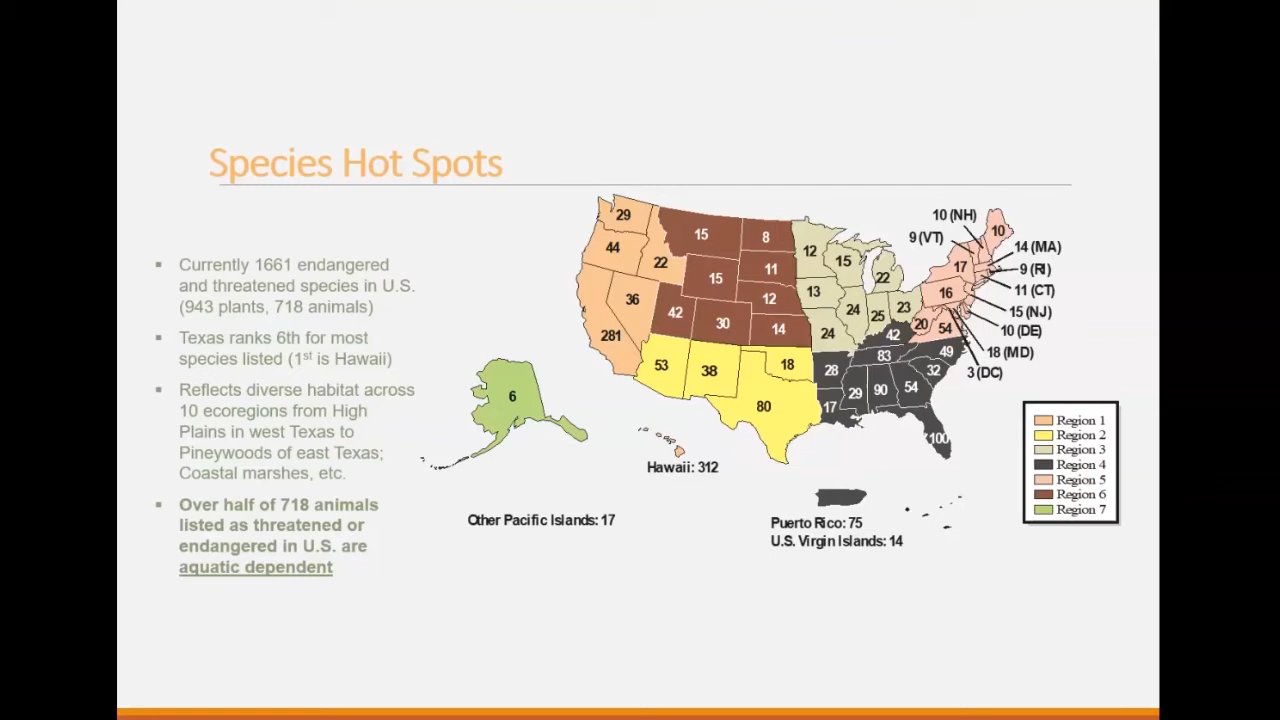 Species Hot Spots
Currently 1661 endangered
and threatened species in U.S.
(943 plants, 718 animals)
Texas ranks 6th for most
species listed (1st is Hawaii)
Reflects diverse habitat across
10 ecoregions from High
Plains in west Texas to
Pineywoods of east Texas;
Coastal marshes, etc.
Over half of 718 animals
listed as threatened or
endangered in U.S. are
aquatic dependent
29
44
22
36
281
15
8
15
11
12
42
30
14
53
38
18
80
12
15
22
13
24
25
23
24
42
83
49
28
29
90
54
32
17
100
20
54
16
17
10
10 (NH)
9 (VT)
14 (MA)
9 (RI)
11 (CT)
15 (NJ)
10 (DE)
18 (MD)
3 (DC)
6
Hawaii: 312
Other Pacific Islands: 17
Puerto Rico: 75
U.S. Virgin Islands: 14
Region 1
Region 2
Region 3
Region 4
Region 5
Region 6
Region 7